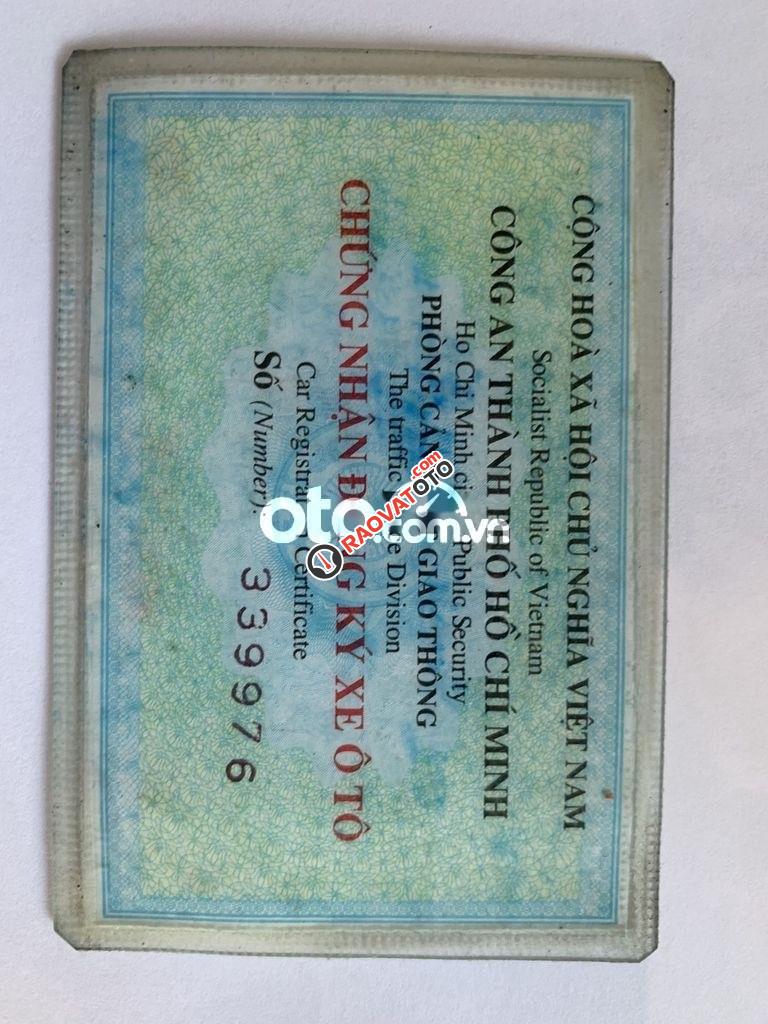 CỘNG HOÀ XÃ HỘI CHỦ NGHĨA VIỆT NAM
Socialist Republic of Vietnam
CÔNG AN THÀNH PHỐ HỒ CHÍ MINH
Ho Chi Minh Public Security
PHÒNG GIAO THÔNG
The traffic Division
CHỨNG NHẬN KÝ XE Ô TÔ
Car Certificate
Số (Number): 339976
oto.com.vn
RAOVATOTO.com